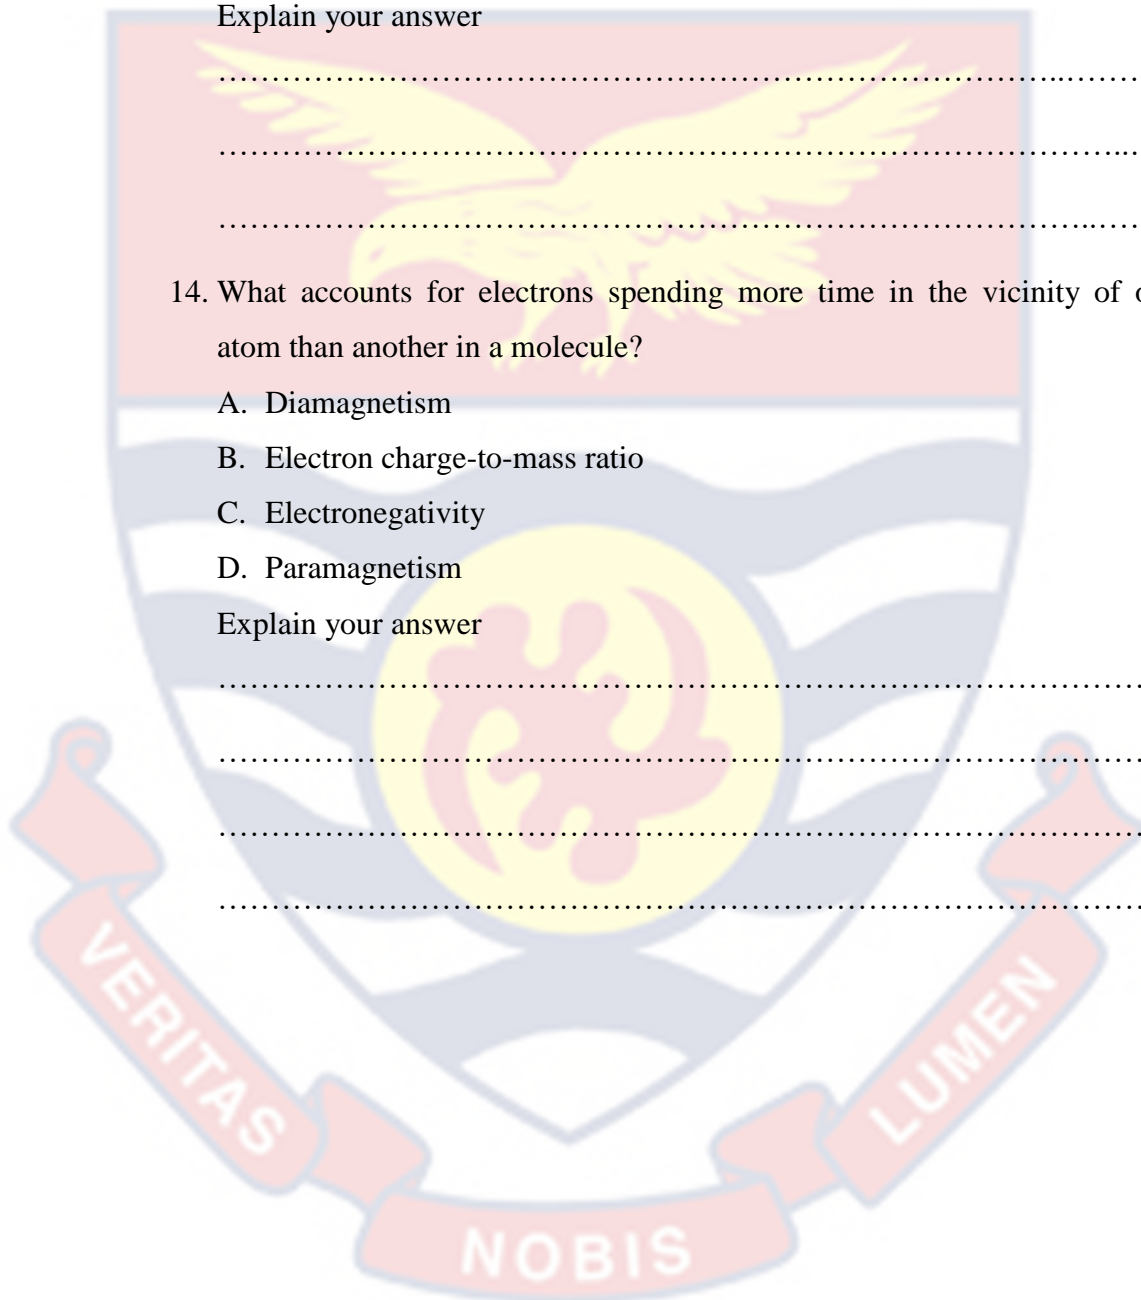 Explain your answer
……………………………………………………………………..………
…………………………………………………………………………..…
………………………………………………………………………..……
14. What accounts for electrons spending more time in the vicinity of
atom than another in a molecule?
A. Diamagnetism
B. Electron charge-to-mass ratio
C. Electronegativity
D. Paramagnetism
Explain your answer
……………………………………………………………………………
……………………………………………………………………………
……………………………………………………………………………
……………………………………………………………………………
VERITAS
NOBIS
LUMEN